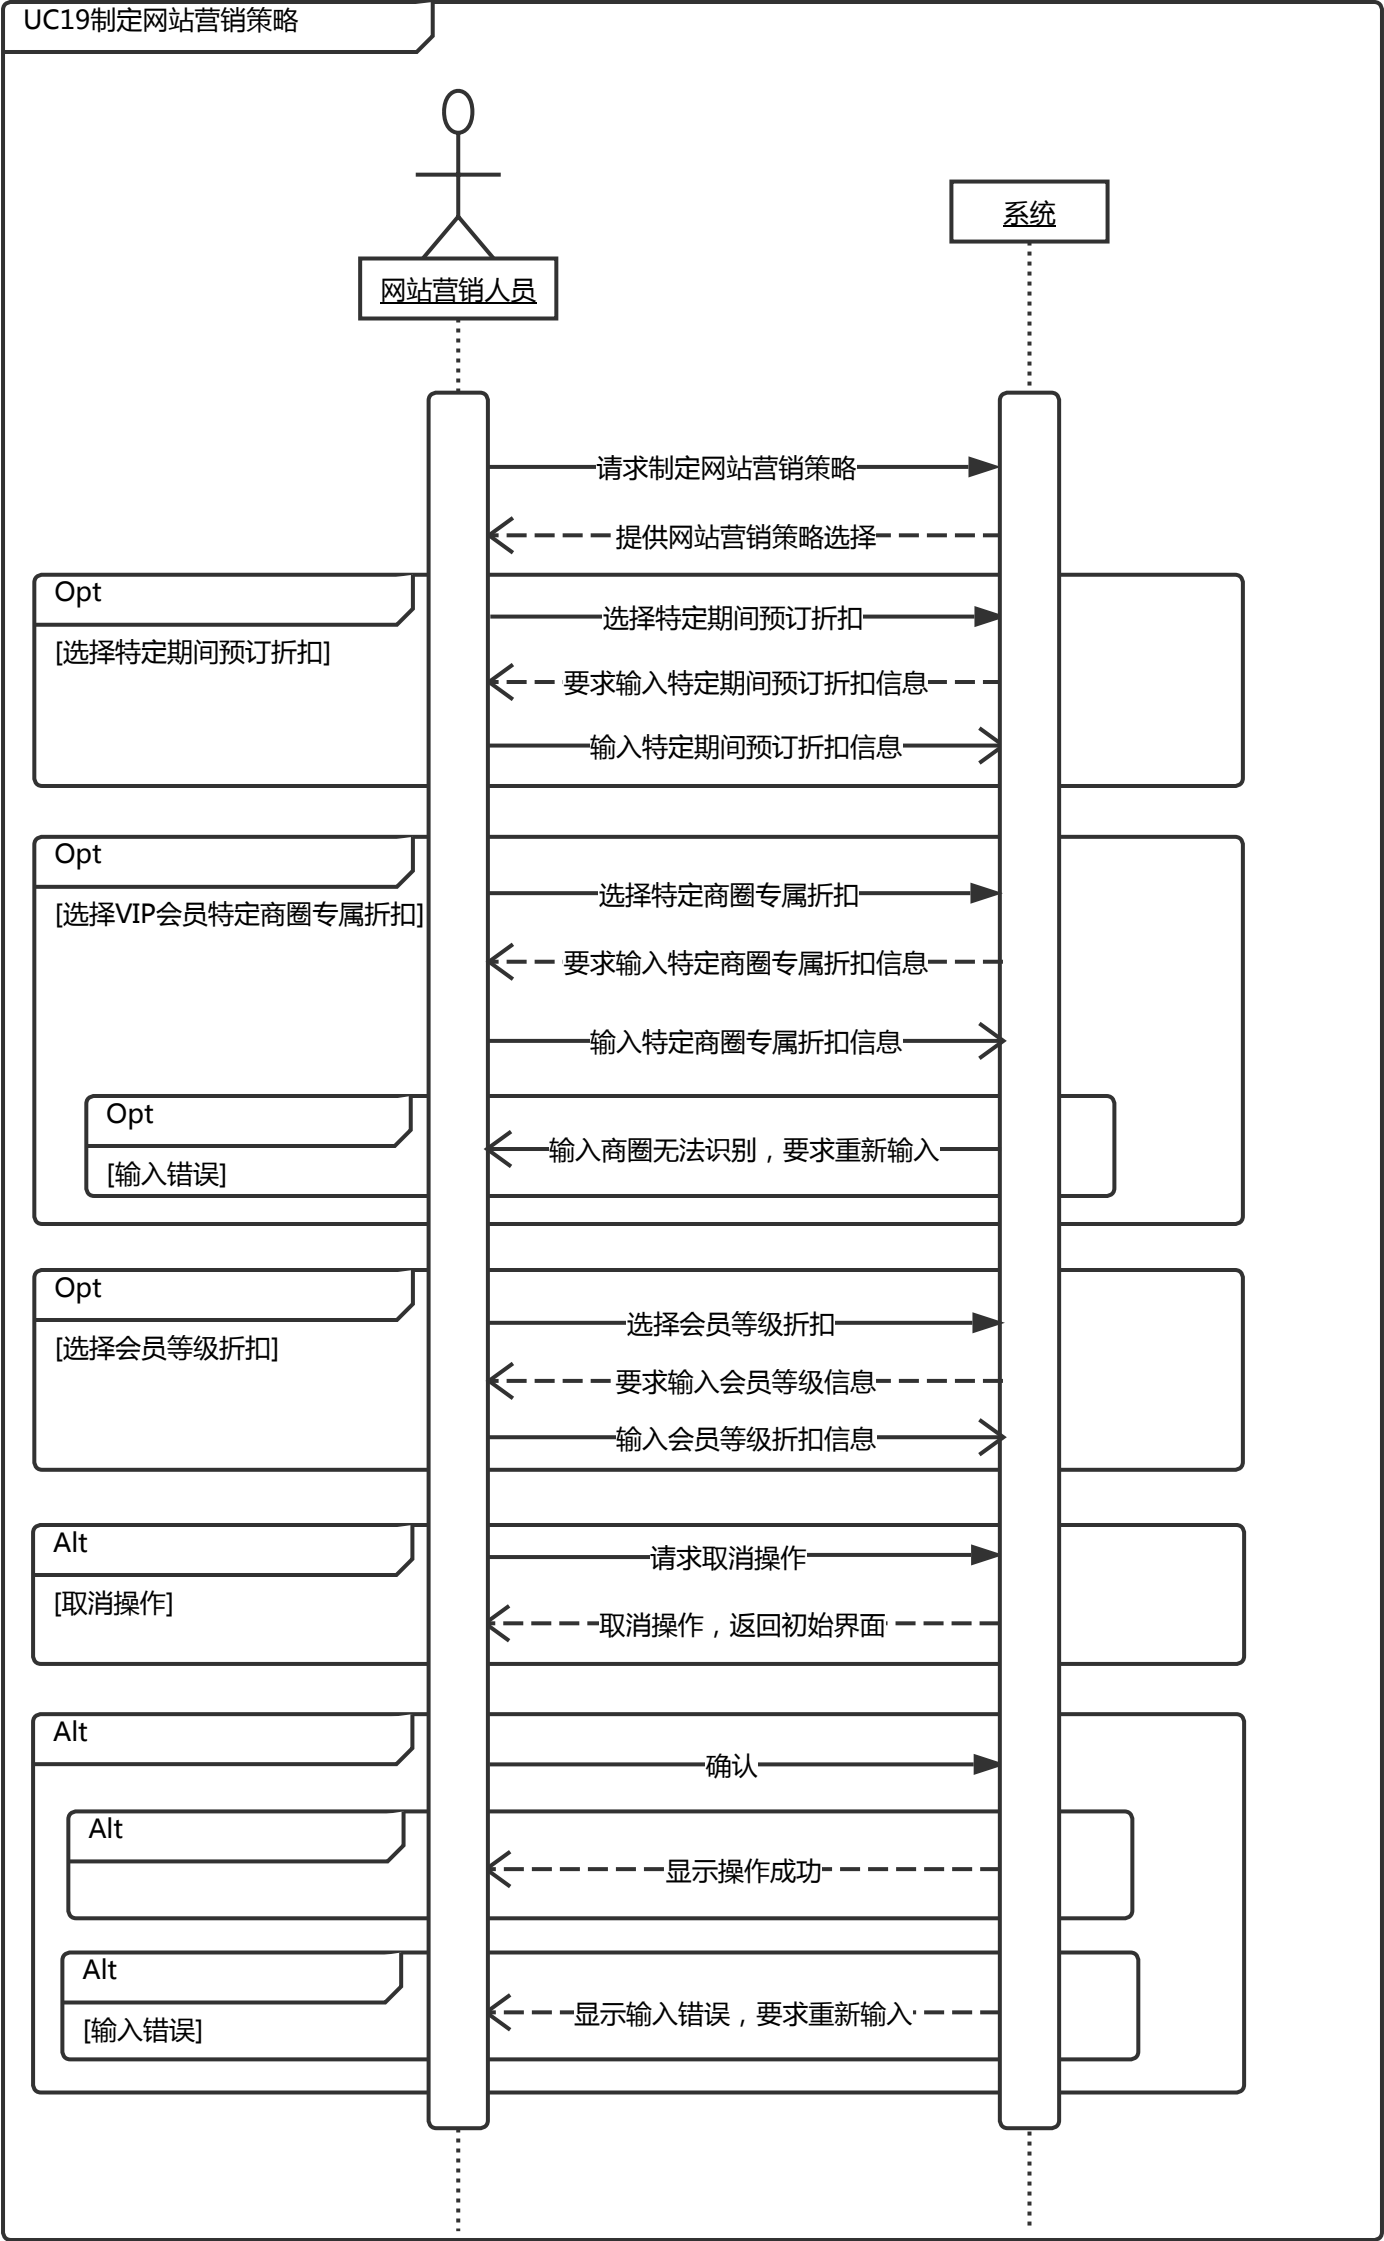 UC19制定网站营销策略
系统
网站营销人员
请求制定网站营销策略
提供网站营销策略选择
Opt
[选择特定期间预订折扣]
选择特定期间预订折扣
要求输入特定期间预订折扣信息
输入特定期间预订折扣信息
Opt
[选择VIP会员特定商圈专属折扣]
选择特定商圈专属折扣
要求输入特定商圈专属折扣信息
输入特定商圈专属折扣信息
Opt
[输入错误]
输入商圈无法识别，要求重新输入
Opt
[选择会员等级折扣]
选择会员等级折扣
要求输入会员等级信息
输入会员等级折扣信息
Alt
[取消操作]
请求取消操作
取消操作，返回初始界面
Alt
确认
Alt
显示操作成功
Alt
[输入错误]
显示输入错误，要求重新输入